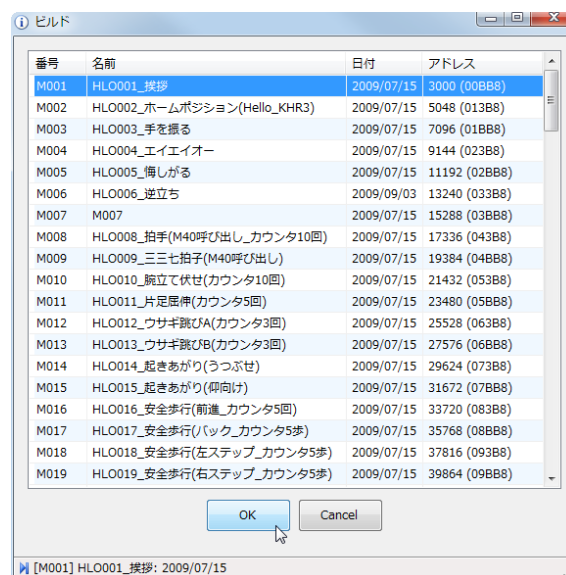 ビルド
番号 名前 日付 アドレス
M001 HLO001_挨拶 2009/07/15 3000 (00BB8)
M002 HLO002_ホームポジション(Hello_KHR3) 2009/07/15 5048 (013B8)
M003 HLO003_手を振る 2009/07/15 7096 (01BB8)
M004 HLO004_エイエイオー 2009/07/15 9144 (023B8)
M005 HLO005_悔しがる 2009/07/15 11192 (02BB8)
M006 HLO006_逆立ち 2009/09/03 13240 (033B8)
M007 M007 2009/07/15 15288 (03BB8)
M008 HLO008_拍手(M40呼び出し_カウンタ10回) 2009/07/15 17336 (043B8)
M009 HLO009_三三七拍子(M40呼び出し) 2009/07/15 19384 (04BB8)
M010 HLO010_腕立て伏せ(カウンタ10回) 2009/07/15 21432 (053B8)
M011 HLO011_片足屈伸(カウンタ5回) 2009/07/15 23480 (05BB8)
M012 HLO012_ウサギ跳びA(カウンタ3回) 2009/07/15 25528 (063B8)
M013 HLO013_ウサギ跳びB(カウンタ3回) 2009/07/15 27576 (06BB8)
M014 HLO014_起きあがり(うつぶせ) 2009/07/15 29624 (073B8)
M015 HLO015_起きあがり(仰向け) 2009/07/15 31672 (07BB8)
M016 HLO016_安全歩行(前進_カウンタ5回) 2009/07/15 33720 (083B8)
M017 HLO017_安全歩行(バック_カウンタ5歩) 2009/07/15 35768 (08BB8)
M018 HLO018_安全歩行(左ステップ_カウンタ5歩) 2009/07/15 37816 (093B8)
M019 HLO019_安全歩行(右ステップ_カウンタ5歩) 2009/07/15 39864 (09BB8)
OK Cancel
[M001] HLO001_挨拶: 2009/07/15